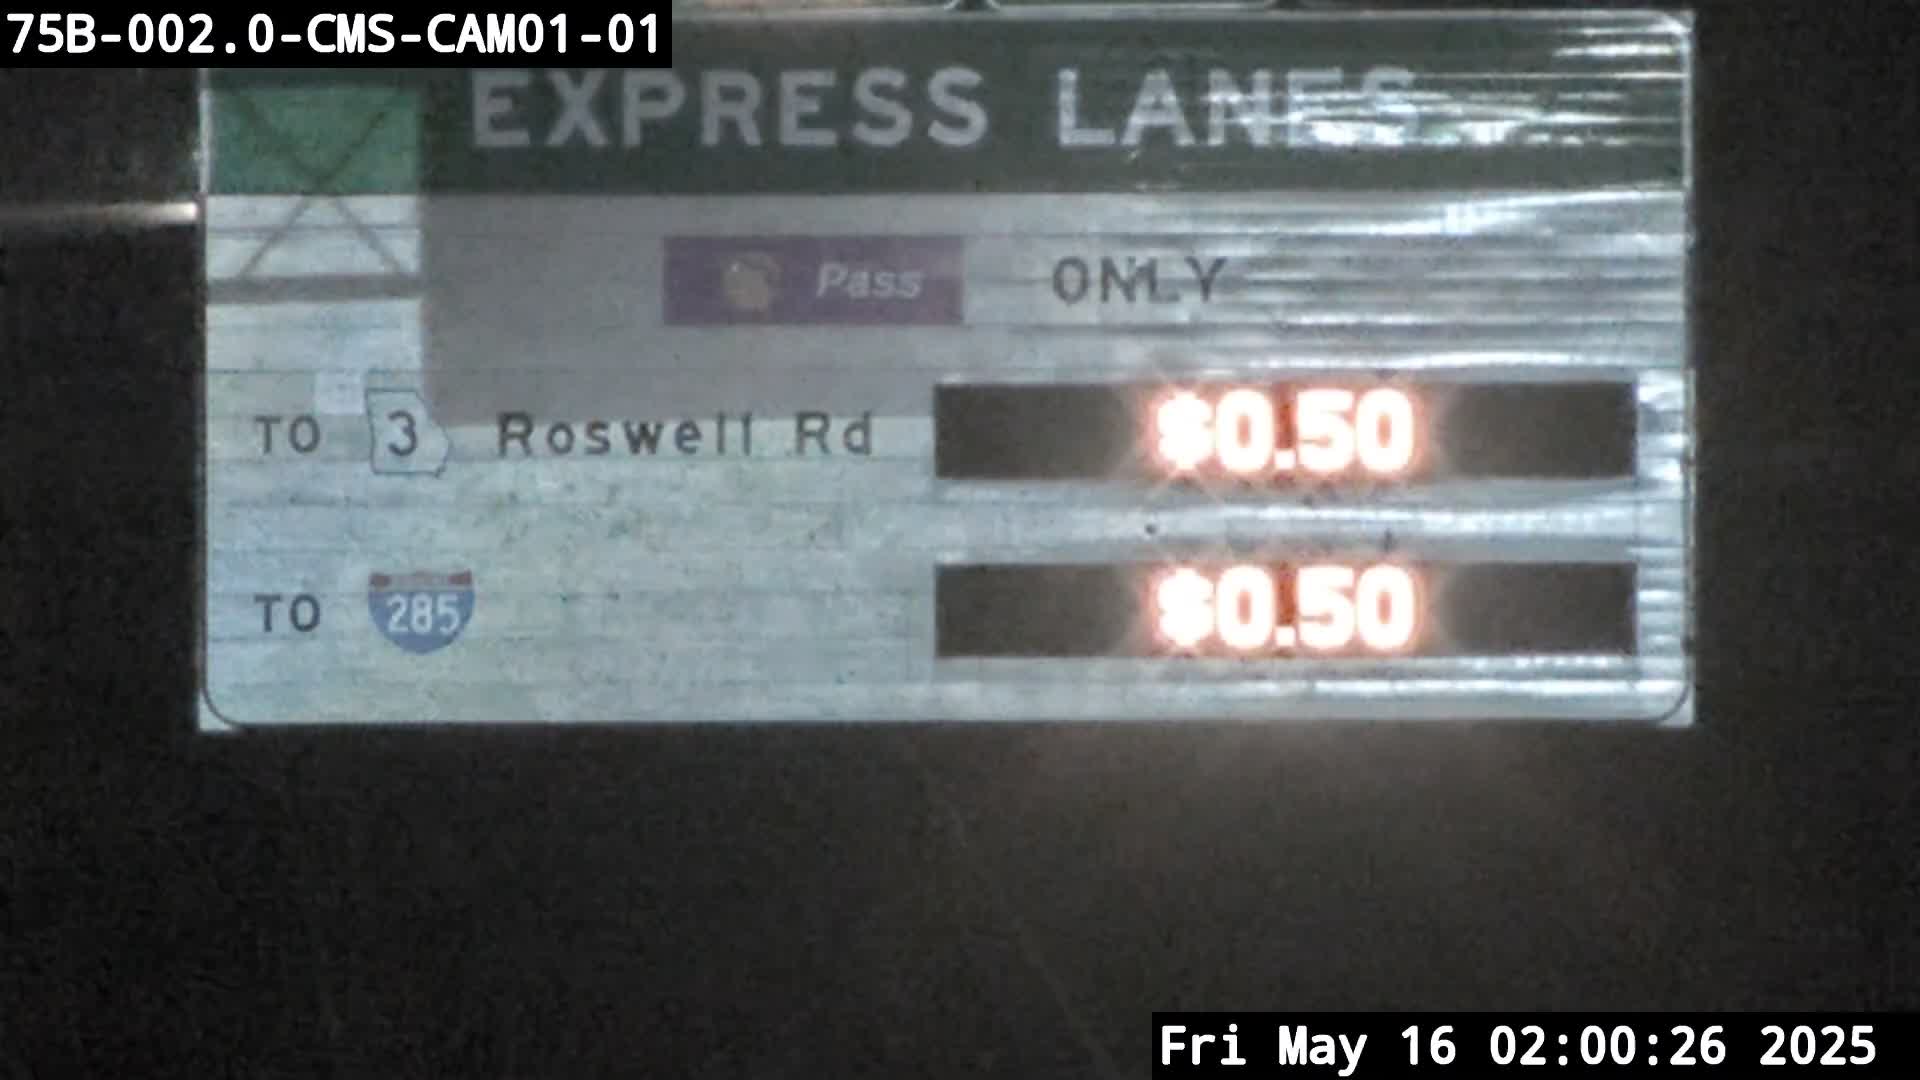 75B-002.0-CMS-CAM01-01
EXPRESS LANES
Pass ONLY
TO 3 Roswell Rd $0.50
TO 285 $0.50
Fri May 16 02:00:26 2025